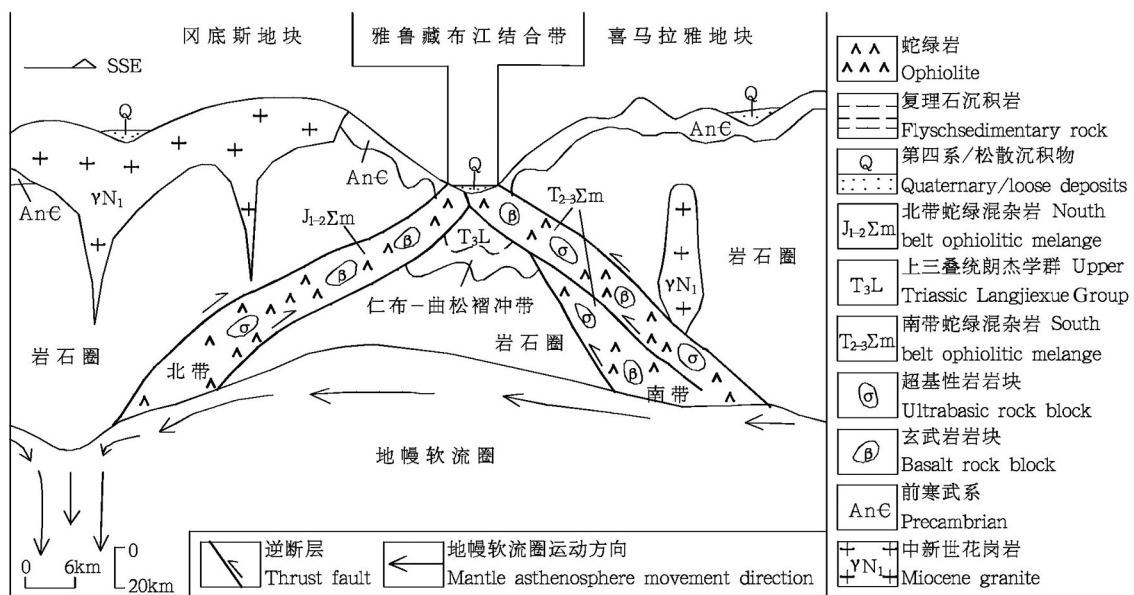 冈底斯地块
雅鲁藏布江结合带
喜马拉雅地块
SSE
Q
Q
AnЄ
AnЄ
Q
γN₁
AnЄ
J₁₋₂Σm
T₂₋₃Σm
β
β
T₃L
σ
岩石圈
γN₁
仁布-曲松褶冲带
β
β
σ
σ
岩石圈
岩石圈
北带
σ
β
南带
地幔软流圈
0 6km
0
20km
逆断层
Thrust fault
地幔软流圈运动方向
Mantle asthenosphere movement direction
蛇绿岩
Ophiolite
复理石沉积岩
Flyschsedimentary rock
Q 第四系/松散沉积物
Quaternary/loose deposits
J₁₋₂Σm 北带蛇绿混杂岩 Nouth
belt ophiolitic melange
T₃L 上三叠统朗杰学群 Upper
Triassic Langjiexue Group
T₂₋₃Σm 南带蛇绿混杂岩 South
belt ophiolitic melange
σ 超基性岩岩块
Ultrabasic rock block
β 玄武岩岩块
Basalt rock block
AnЄ 前寒武系
Precambrian
γN₁ 中新世花岗岩
Miocene granite